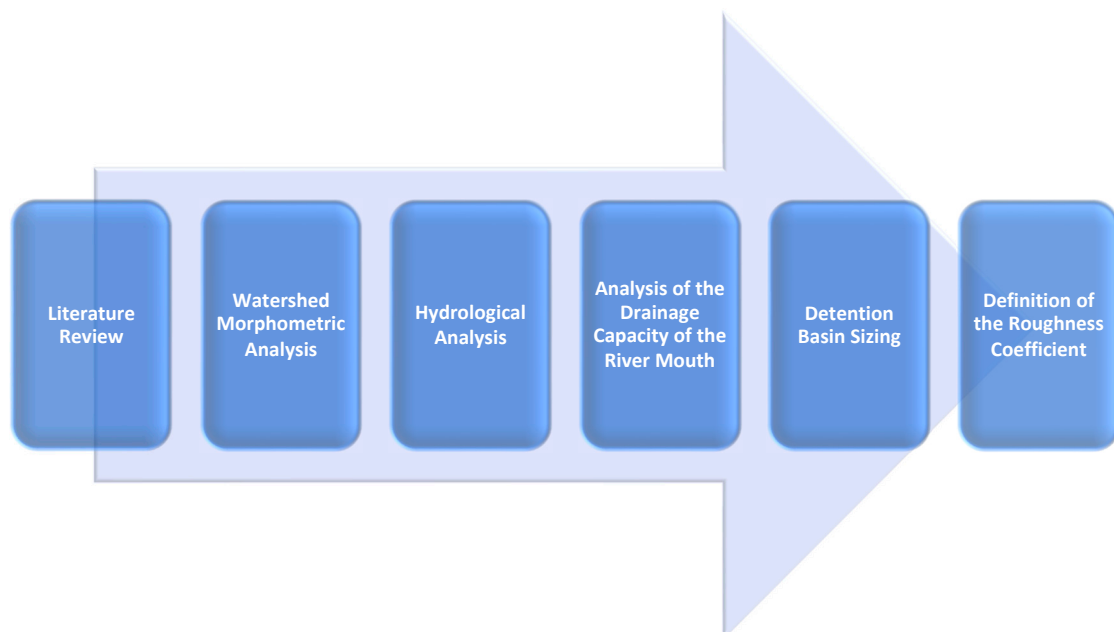 Literature
Review
Watershed
Morphometric
Analysis
Hydrological
Analysis
Analysis of the
Drainage
Capacity of the
River Mouth
Detention
Basin Sizing
Definition of
the Roughness
Coefficient